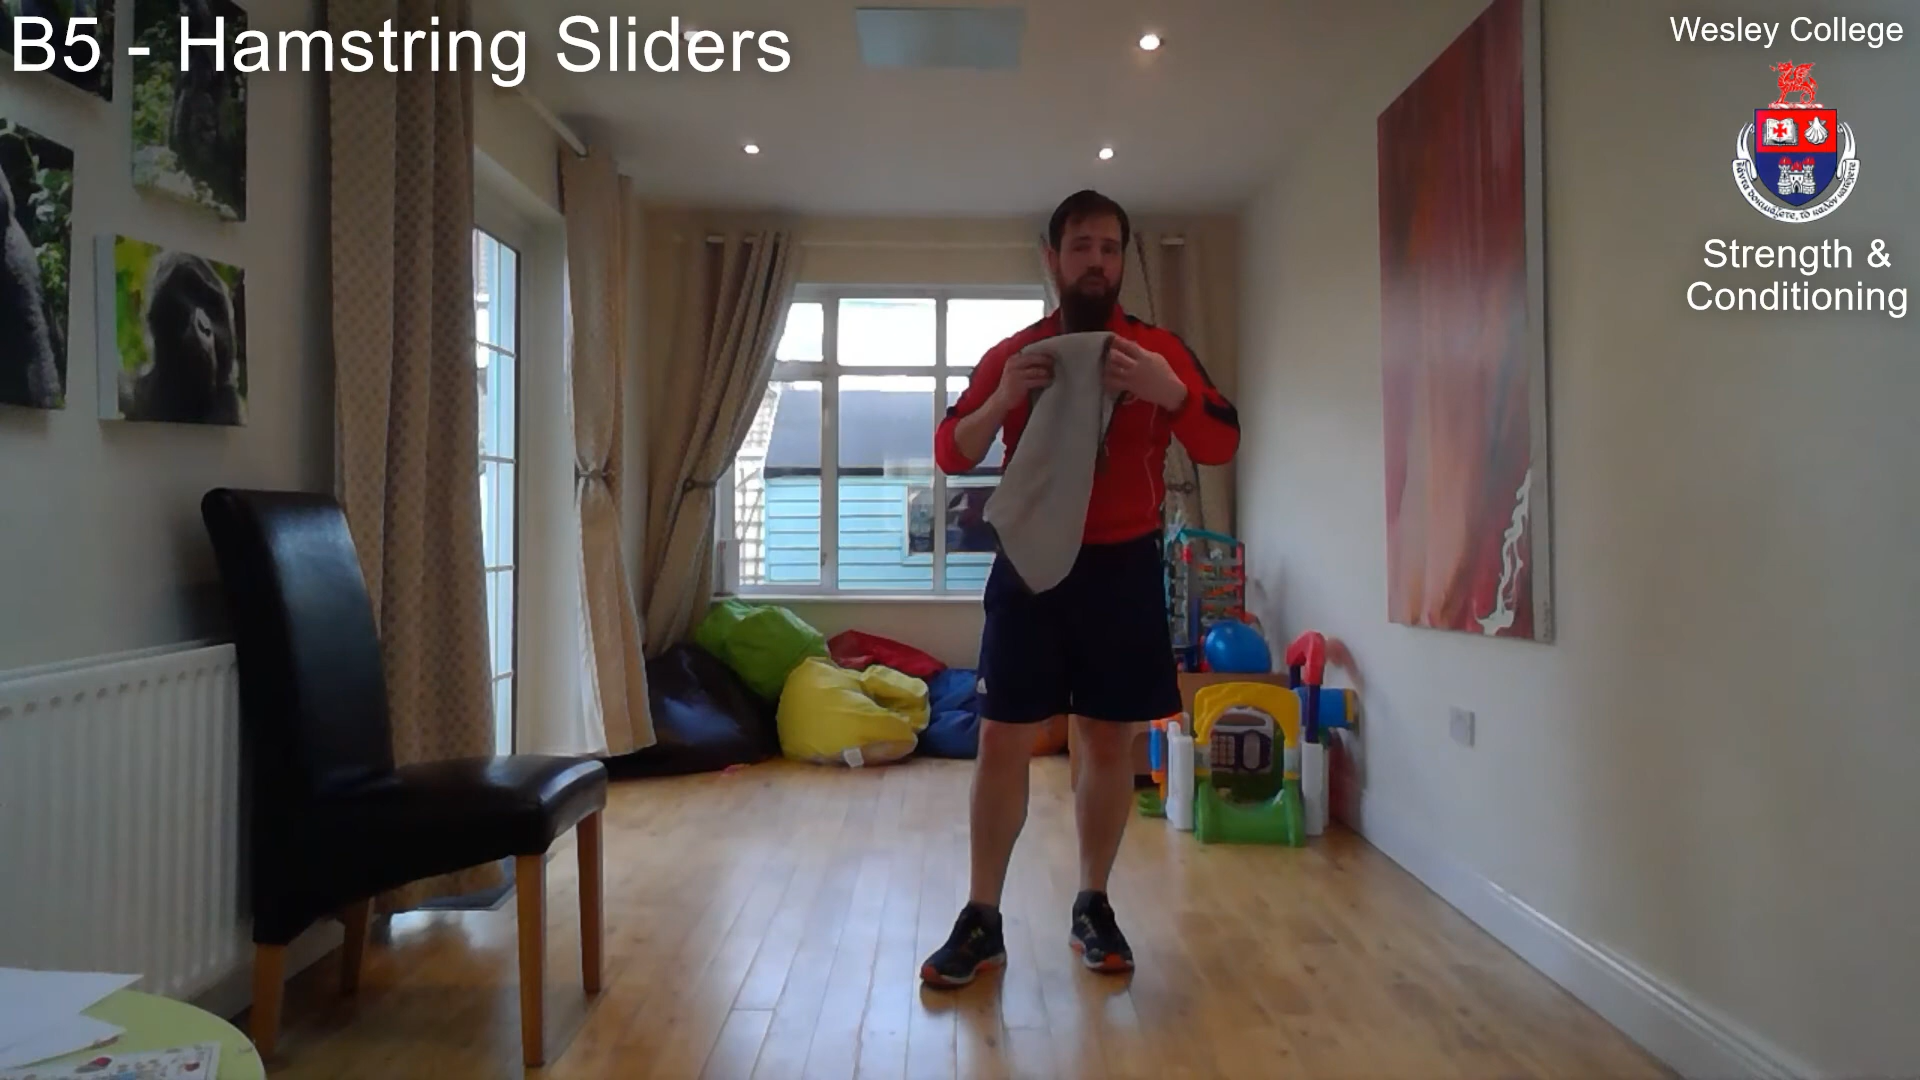 B5 - Hamstring Sliders
Wesley College
Strength &
Conditioning